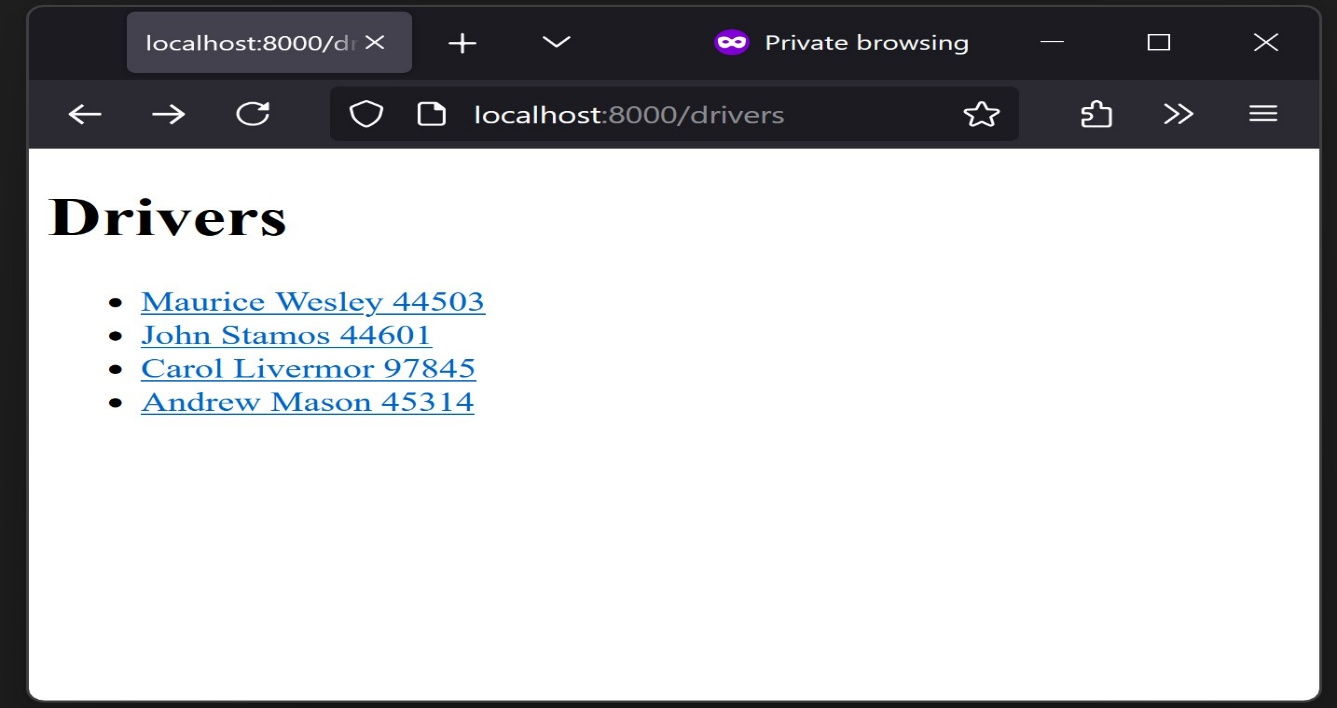 localhost:8000/dr
Private browsing
localhost:8000/drivers
Drivers
Maurice Wesley 44503
John Stamos 44601
Carol Livermor 97845
Andrew Mason 45314